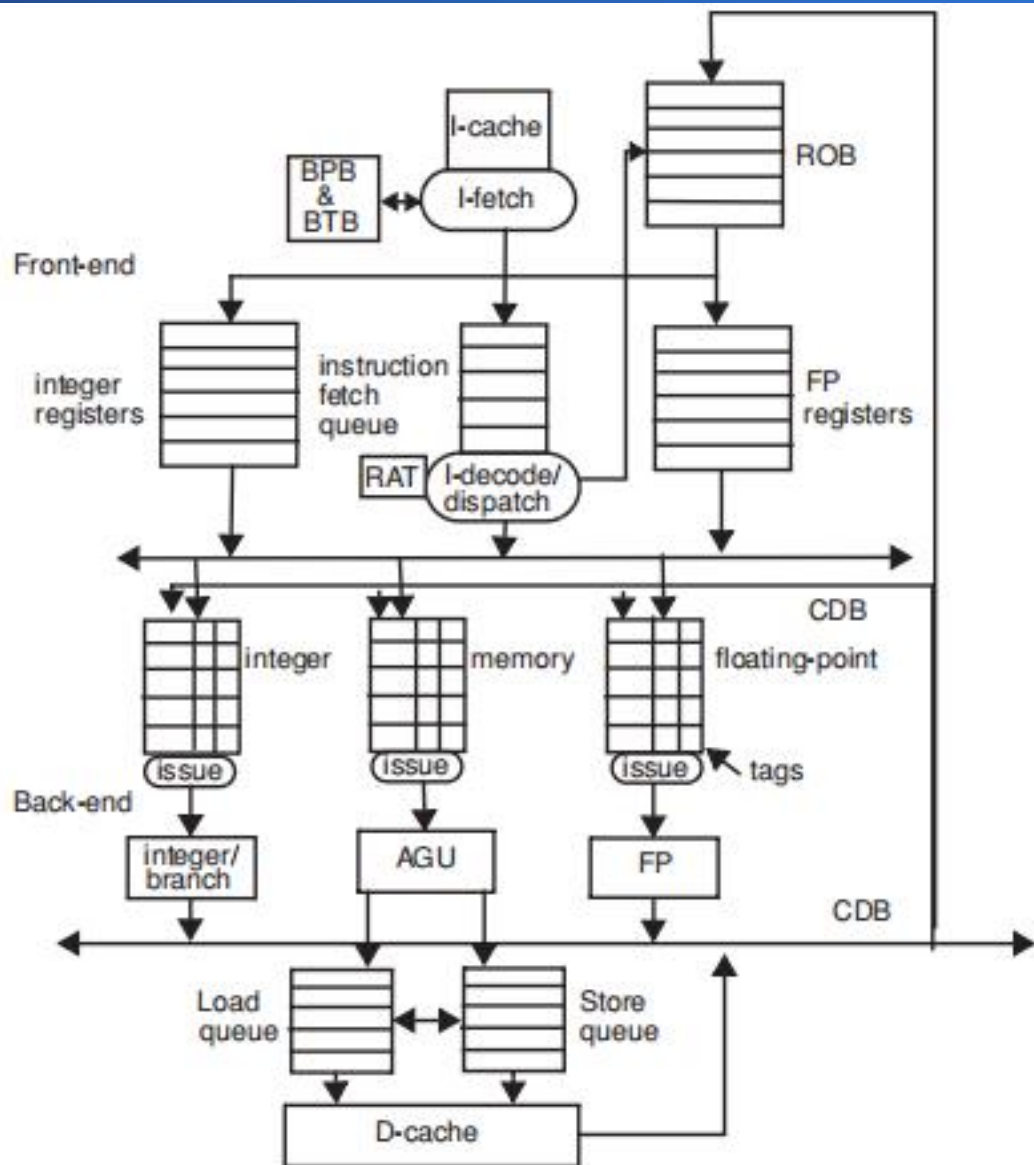 I-cache
ROB
BPB
&
BTB
I-fetch
Front-end
integer
registers
instruction
fetch
queue
FP
registers
RAT
I-decode/
dispatch
CDB
integer
memory
floating-point
issue
issue
issue
tags
Back-end
integer/
branch
AGU
FP
CDB
Load
queue
Store
queue
D-cache